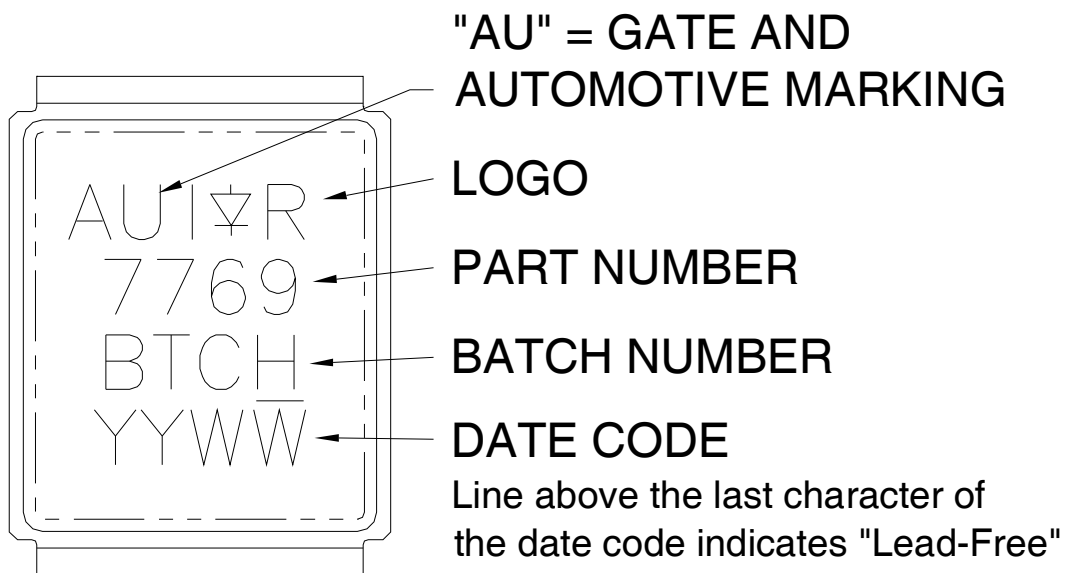 "AU" = GATE AND
AUTOMOTIVE MARKING
AUI R
LOGO
7769
PART NUMBER
BTCH
BATCH NUMBER
YYWW
DATE CODE
Line above the last character of
the date code indicates "Lead-Free"